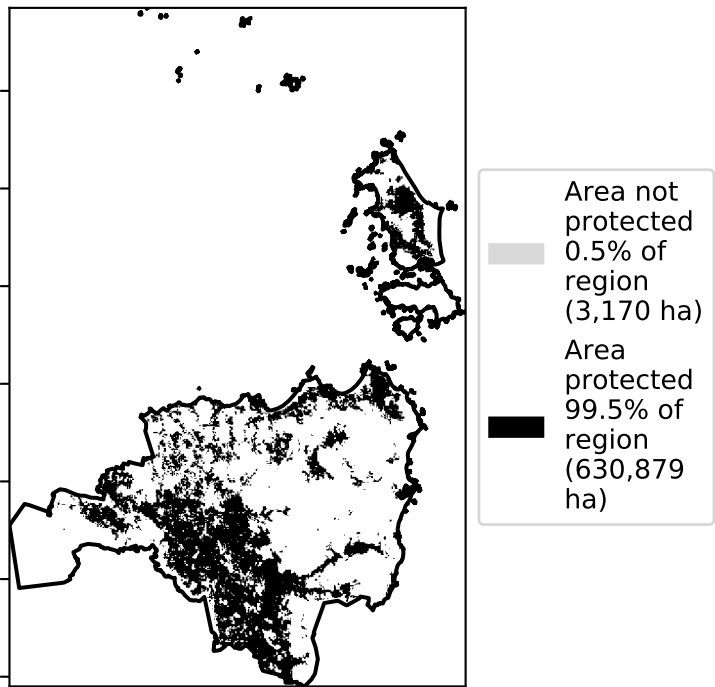 Area not
protected
0.5% of
region
(3,170 ha)
Area
protected
99.5% of
region
(630,879
ha)